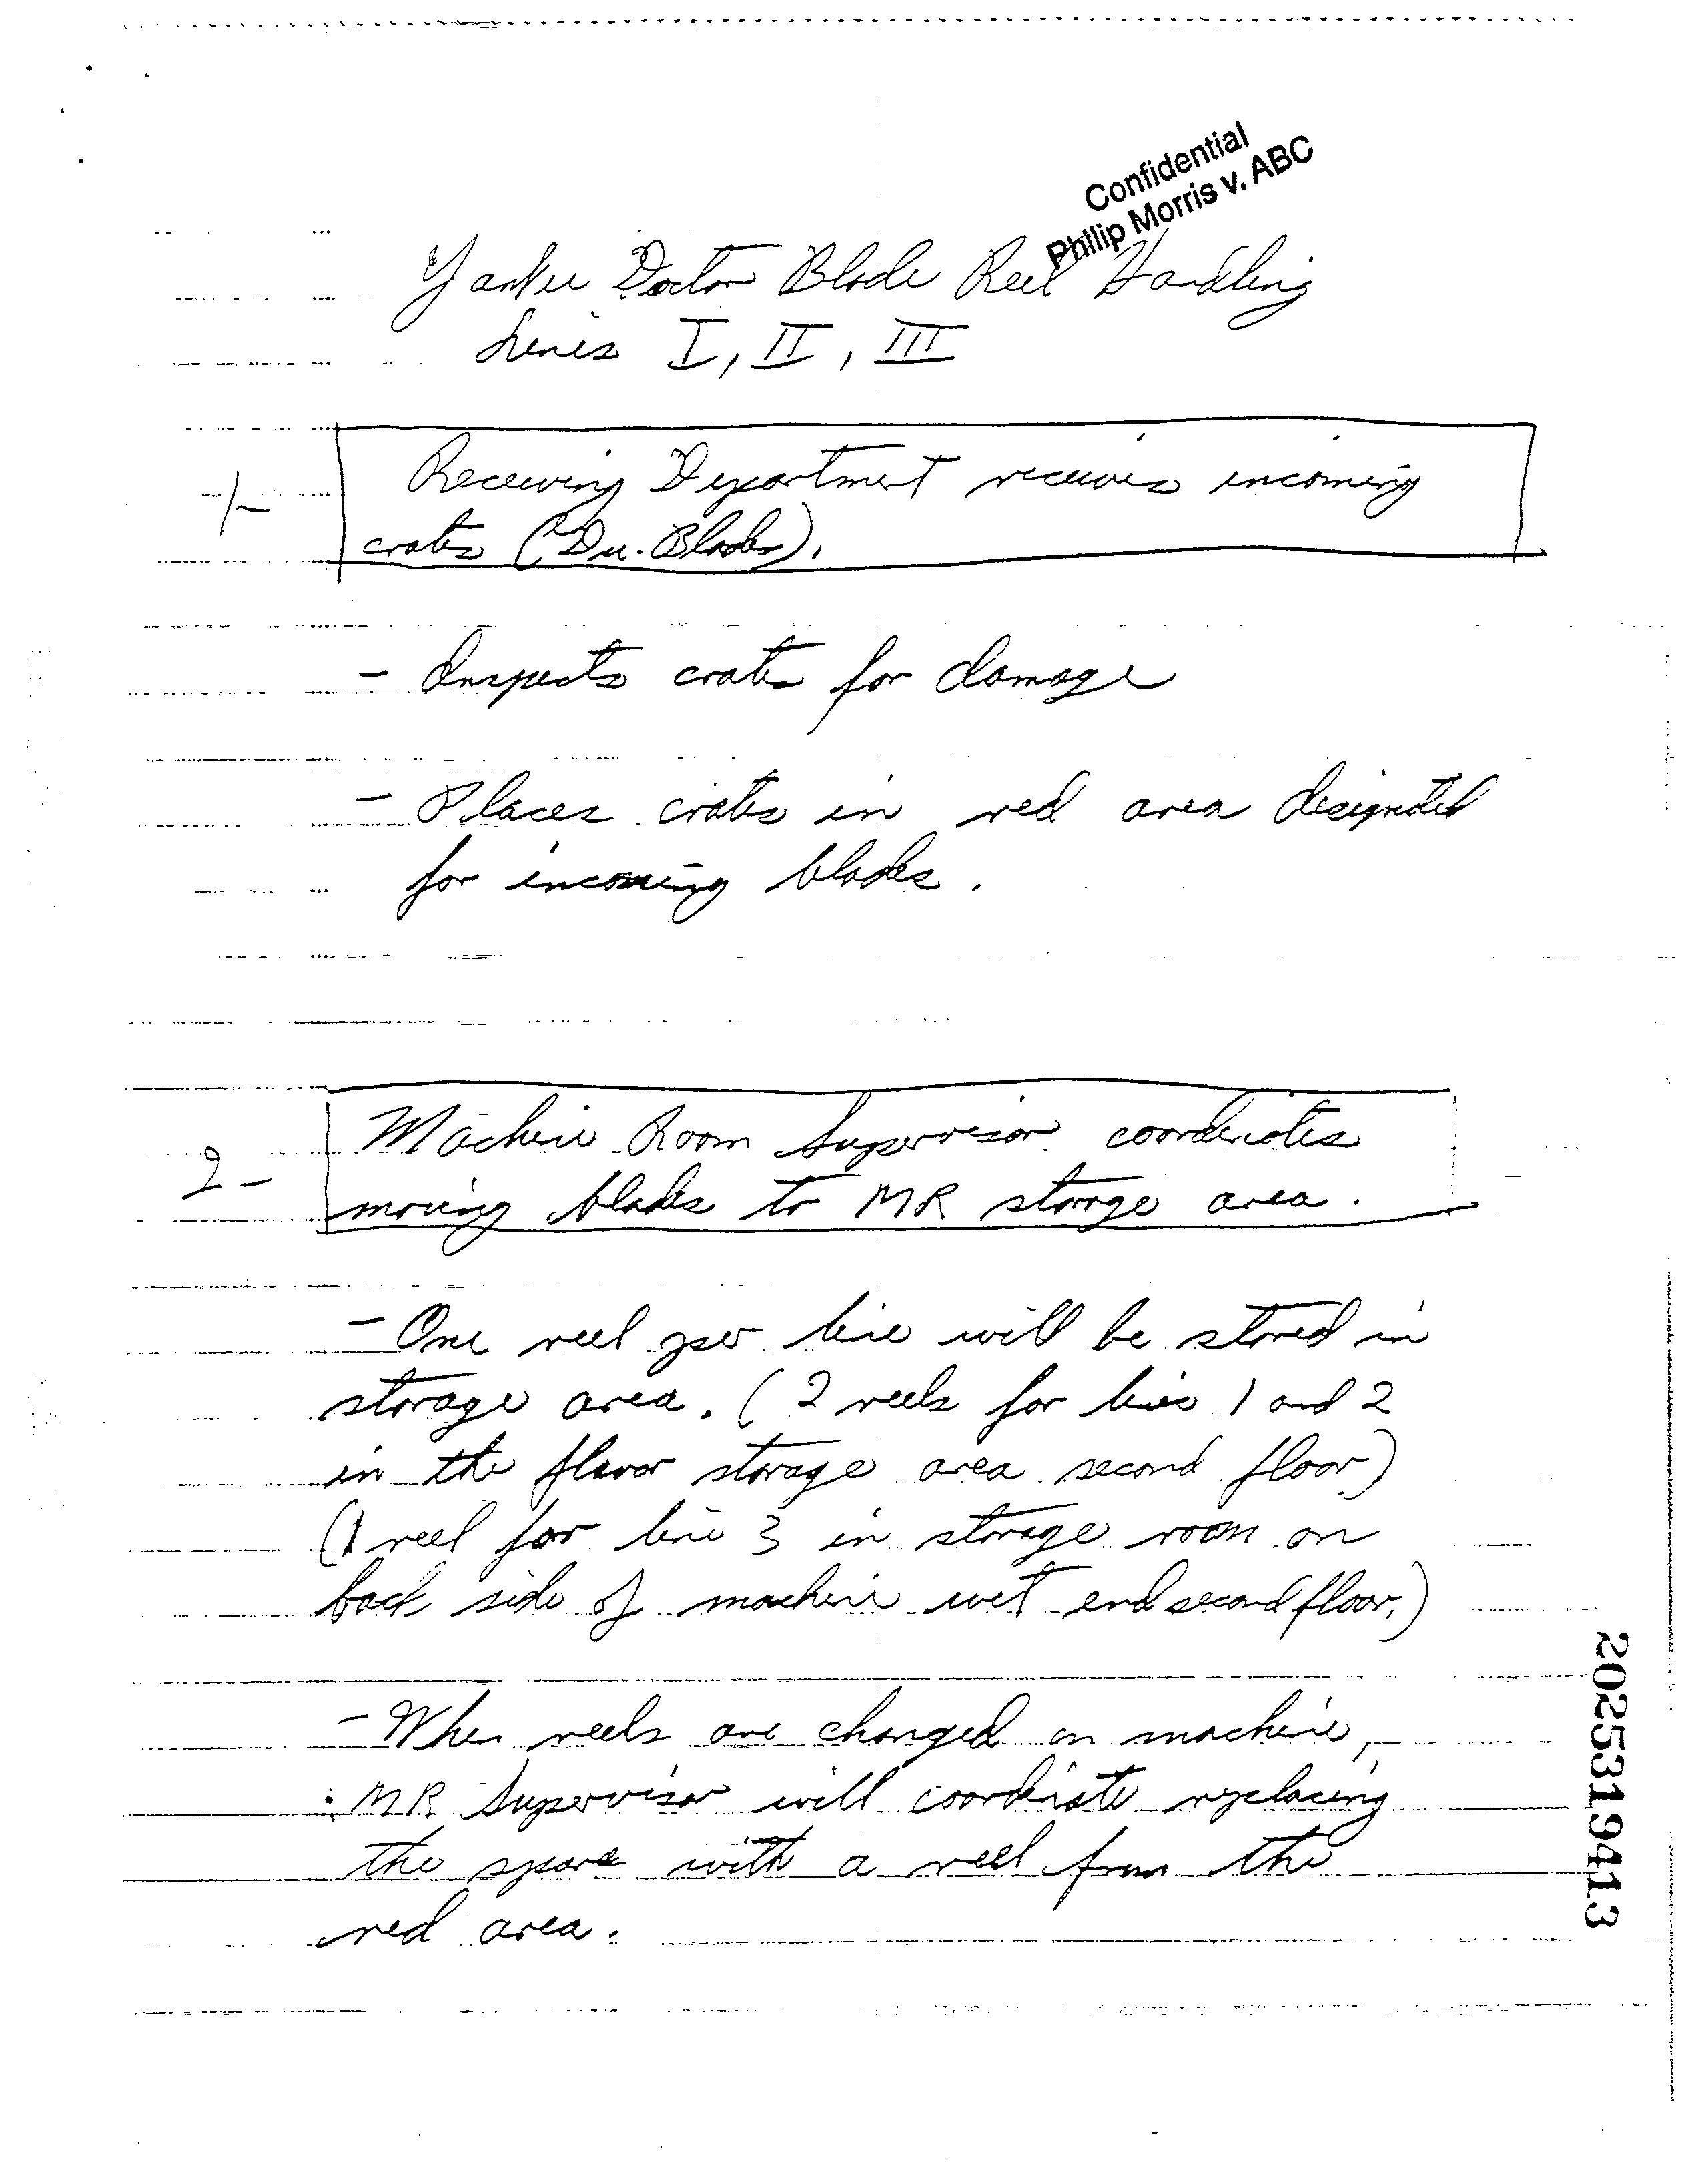 Confidential
Philip Morris v. ABC
Yankee Doctor Blade Reel Handling
Lines I, II, III
1- Receiving Department receives incoming
crates (Dr. Blades).
- Inspects crates for damage
- Places crates in red area designated
for incoming blades.
2- Machine Room Supervisor coordinates
moving blades to MR storge area.
- One reel per line will be stored in
storage area. (2 reels for line 1 and 2
in the flavor storage area second floor)
(1 reel for line 3 in storage room on
back side of machine wet end second floor.)
- When reels are changed on machine,
MR Supervisor will coordinate replacing
the spare with a reel from the
red area.
2025319413